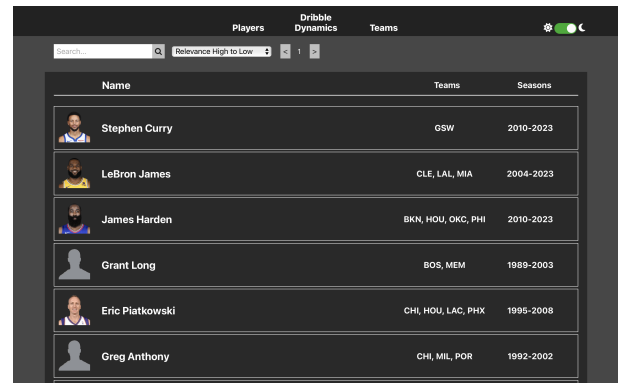 Players
Dribble
Dynamics
Teams
Search...
Relevance High to Low
< 1 >
Name Teams Seasons
Stephen Curry GSW 2010-2023
LeBron James CLE, LAL, MIA 2004-2023
James Harden BKN, HOU, OKC, PHI 2010-2023
Grant Long BOS, MEM 1989-2003
Eric Piatkowski CHI, HOU, LAC, PHX 1995-2008
Greg Anthony CHI, MIL, POR 1992-2002